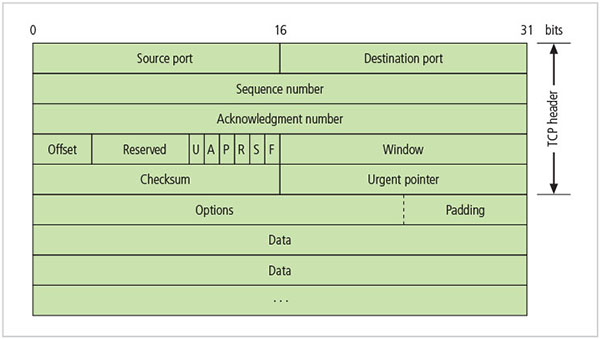 0 16 31 bits
Source port Destination port
Sequence number
Acknowledgment number
Offset Reserved U A P R S F Window
Checksum Urgent pointer
Options Padding
Data
Data
. . .
TCP header